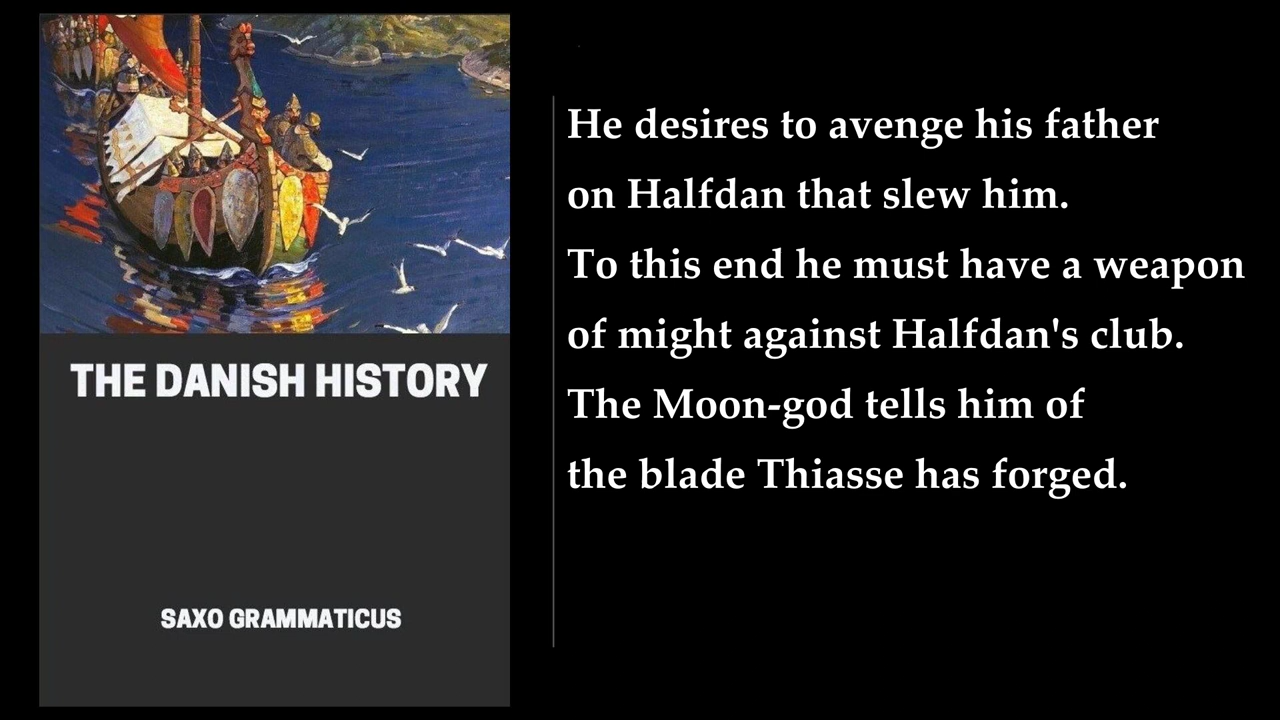 THE DANISH HISTORY
SAXO GRAMMATICUS
He desires to avenge his father
on Halfdan that slew him.
To this end he must have a weapon
of might against Halfdan's club.
The Moon-god tells him of
the blade Thiasse has forged.